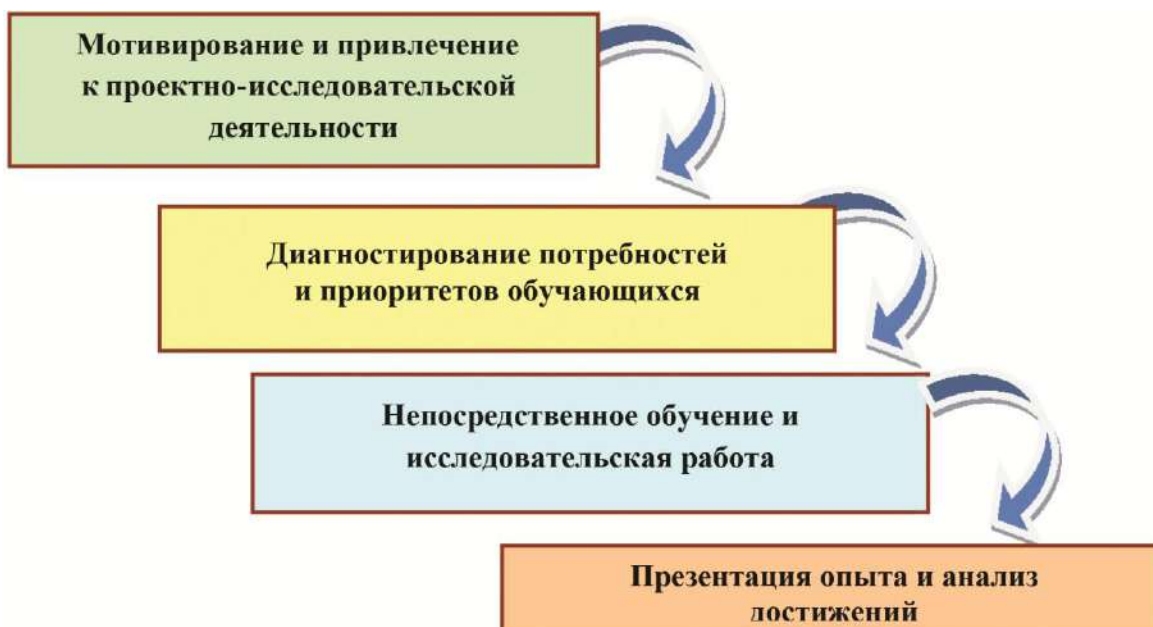 Мотивирование и привлечение
к проектно-исследовательской
деятельности
Диагностирование потребностей
и приоритетов обучающихся
Непосредственное обучение и
исследовательская работа
Презентация опыта и анализ
достижений